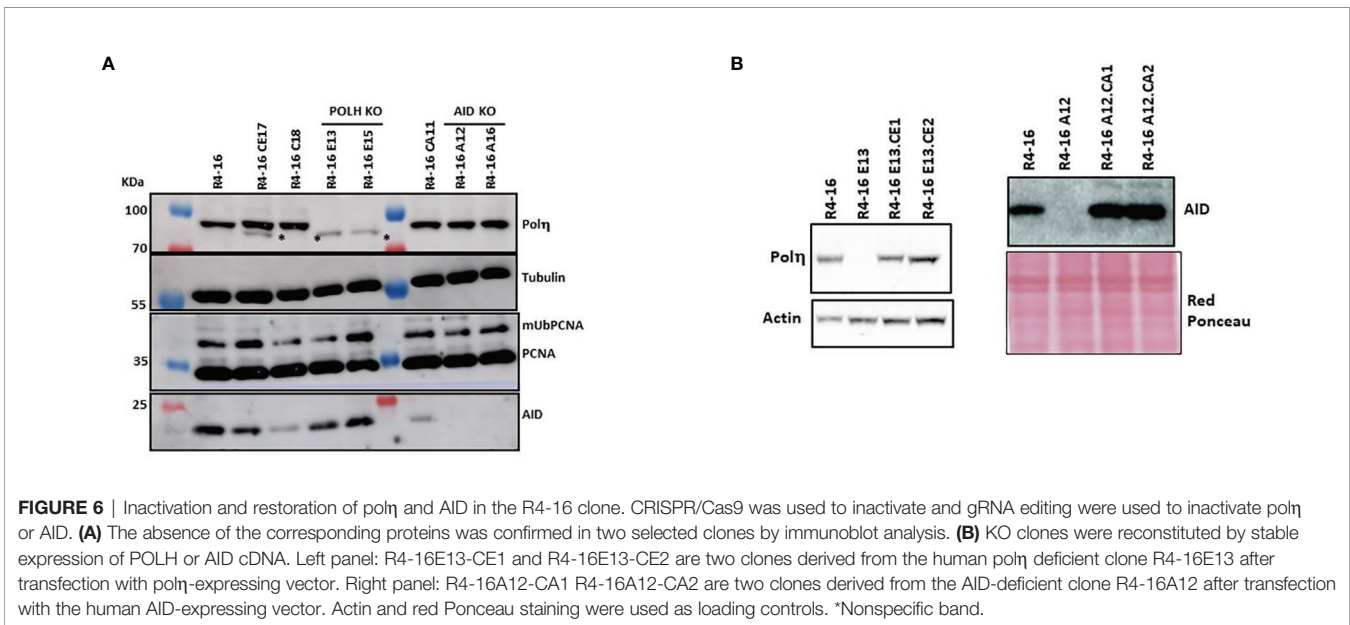 A
POLH KO
AID KO
R4-16
R4-16 CE17
R4-16 C18
R4-16 E13
R4-16 E15
R4-16 CA11
R4-16 A12
R4-16 A16
KDa
100
Polη
* * *
70
Tubulin
55
mUbPCNA
35
PCNA
25
AID
B
R4-16
R4-16 E13
R4-16 E13.CE1
R4-16 E13.CE2
Polη
Actin
R4-16
R4-16 A12
R4-16 A12.CA1
R4-16 A12.CA2
AID
Red
Ponceau
FIGURE 6 | Inactivation and restoration of polη and AID in the R4-16 clone. CRISPR/Cas9 was used to inactivate and gRNA editing were used to inactivate polη
or AID. (A) The absence of the corresponding proteins was confirmed in two selected clones by immunoblot analysis. (B) KO clones were reconstituted by stable
expression of POLH or AID cDNA. Left panel: R4-16E13-CE1 and R4-16E13-CE2 are two clones derived from the human polη deficient clone R4-16E13 after
transfection with polη-expressing vector. Right panel: R4-16A12-CA1 R4-16A12-CA2 are two clones derived from the AID-deficient clone R4-16A12 after transfection
with the human AID-expressing vector. Actin and red Ponceau staining were used as loading controls. *Nonspecific band.